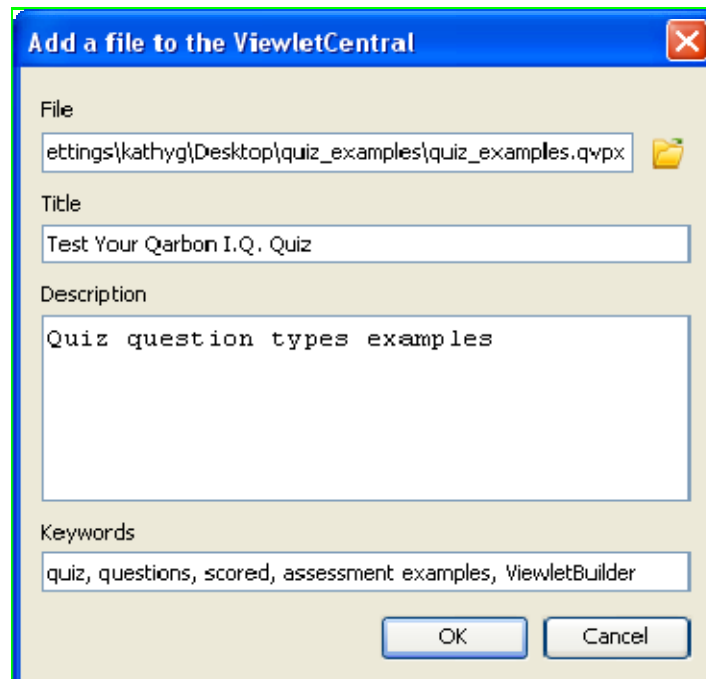 Add a file to the ViewletCentral
File
ettings\kathyg\Desktop\quiz_examples\quiz_examples.qvpx
Title
Test Your Qarbon I.Q. Quiz
Description
Quiz question types examples
Keywords
quiz, questions, scored, assessment examples, ViewletBuilder
OK Cancel